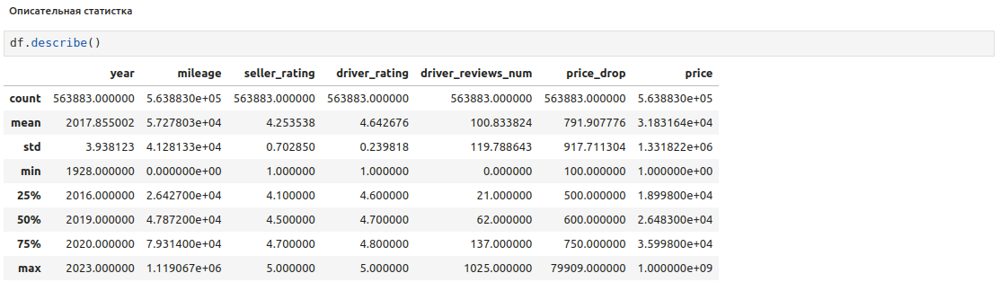 Описательная статистка
df.describe()
year mileage seller_rating driver_rating driver_reviews_num price_drop price
count 563883.000000 5.638830e+05 563883.000000 563883.000000 563883.000000 563883.000000 5.638830e+05
mean 2017.855002 5.727803e+04 4.253538 4.642676 100.833824 791.907776 3.183164e+04
std 3.938123 4.128133e+04 0.702850 0.239818 119.788643 917.711304 1.331822e+06
min 1928.000000 0.000000e+00 1.000000 1.000000 0.000000 100.000000 1.000000e+00
25% 2016.000000 2.642700e+04 4.100000 4.600000 21.000000 500.000000 1.899800e+04
50% 2019.000000 4.787200e+04 4.500000 4.700000 62.000000 600.000000 2.648300e+04
75% 2020.000000 7.931400e+04 4.700000 4.800000 137.000000 750.000000 3.599800e+04
max 2023.000000 1.119067e+06 5.000000 5.000000 1025.000000 79909.000000 1.000000e+09